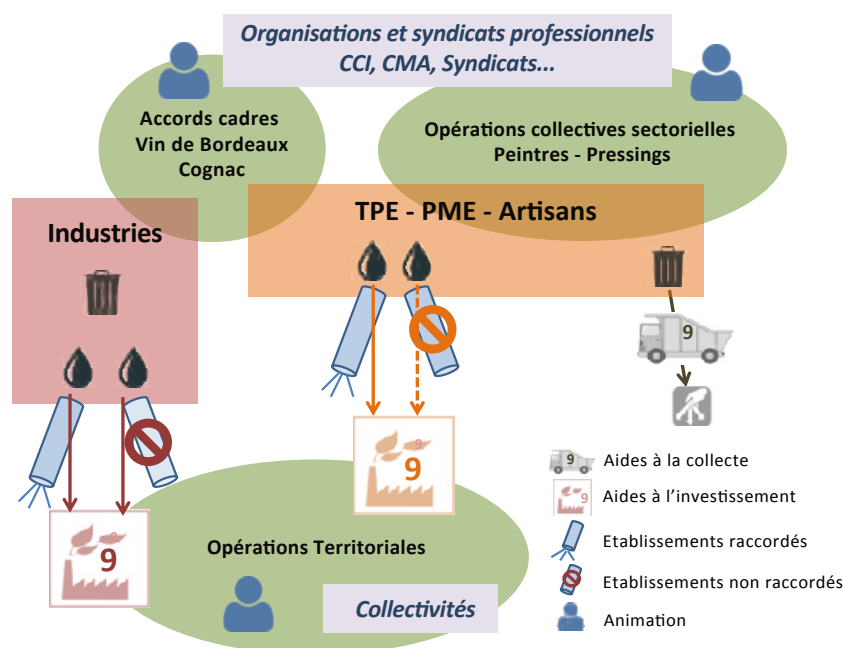 Organisations et syndicats professionnels
CCI, CMA, Syndicats...
Accords cadres
Vin de Bordeaux
Cognac
Opérations collectives sectorielles
Peintres - Pressings
Industries
TPE - PME - Artisans
9
9
9
9
9
Opérations Territoriales
Collectivités
9
Aides à la collecte
9
Aides à l'investissement
Etablissements raccordés
Etablissements non raccordés
Animation